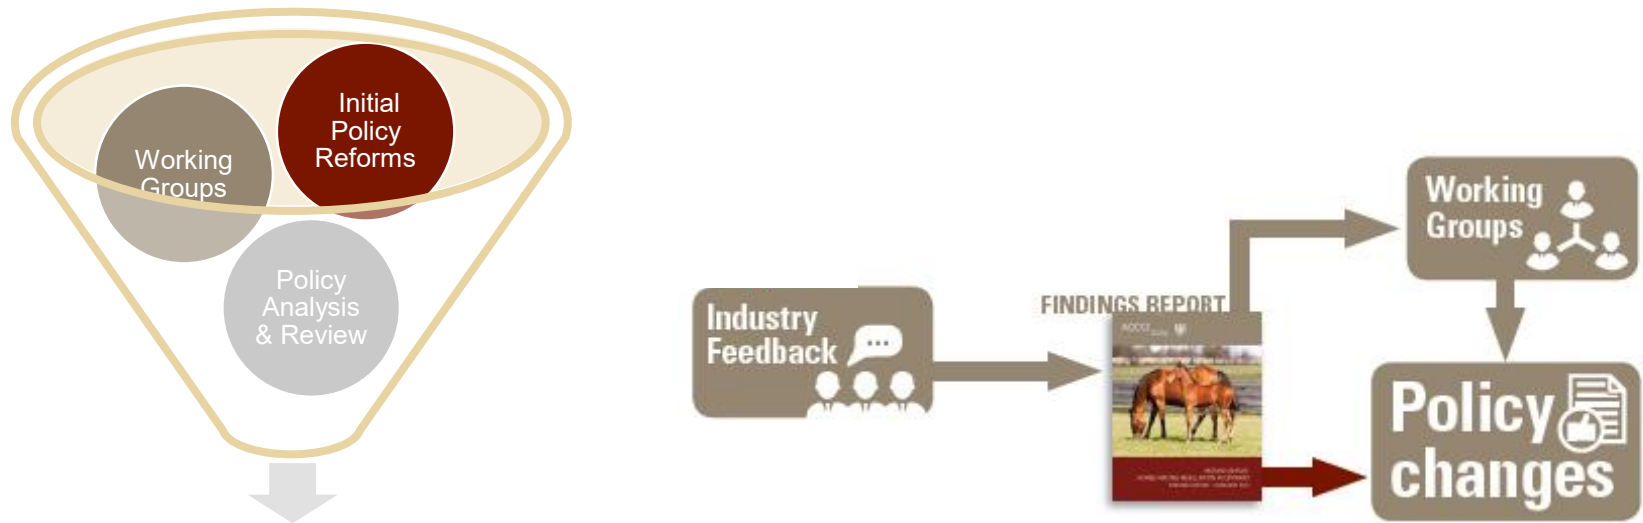 Initial
Policy
Reforms
Working
Groups
Policy
Analysis
& Review
Industry
Feedback
FINDINGS REPORT
Working
Groups
Policy
changes